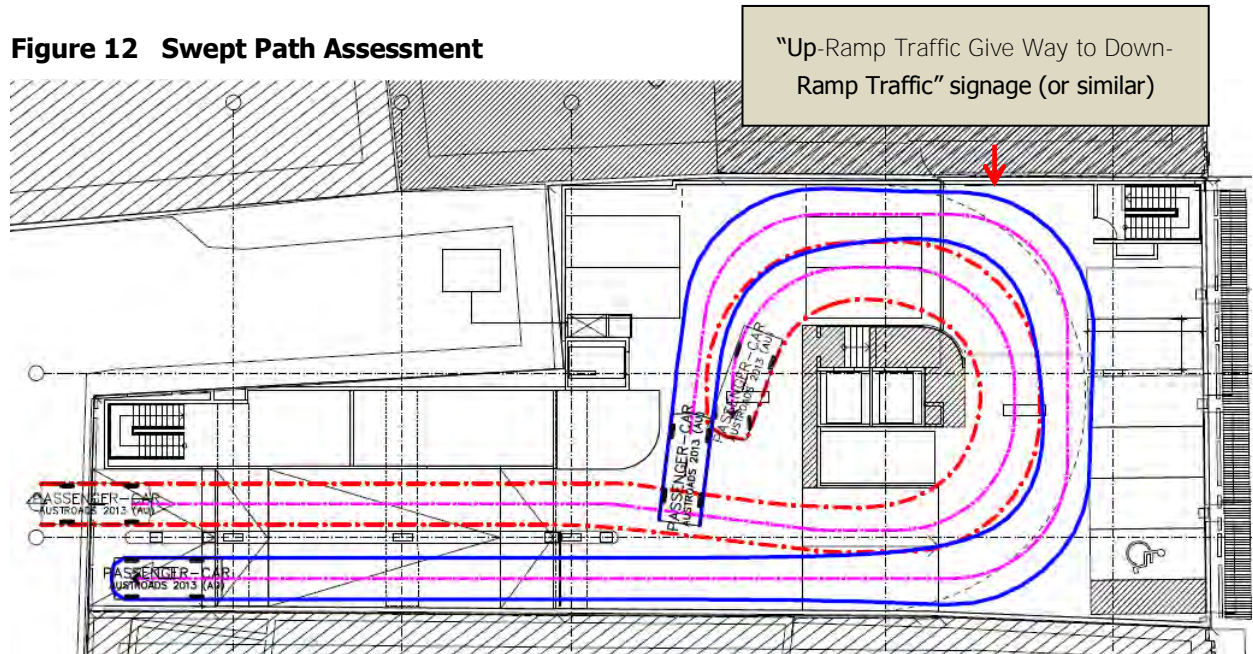 Figure 12 Swept Path Assessment
“Up-Ramp Traffic Give Way to Down-
Ramp Traffic” signage (or similar)
PASSENGER-CAR
AUSTROADS 2013 (AU)
PASSENGER-CAR
AUSTROADS 2013 (AU)
PASSENGER-CAR
AUSTROADS 2013 (AU)
PASSENGER-CAR
AUSTROADS 2013 (AU)